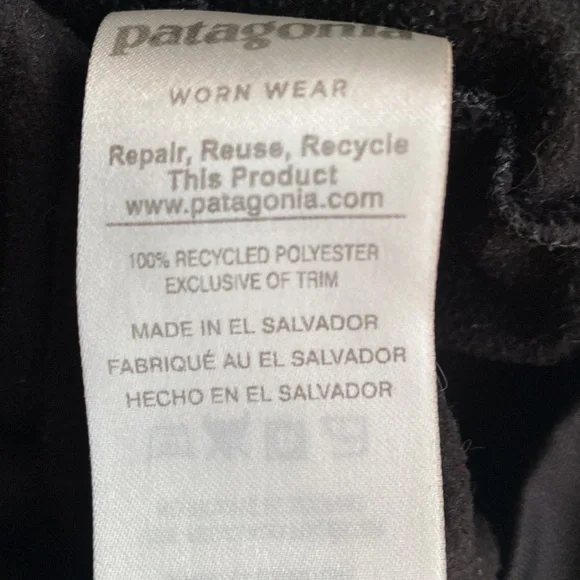 patagonia
WORN WEAR
Repair, Reuse, Recycle
This Product
www.patagonia.com
100% RECYCLED POLYESTER
EXCLUSIVE OF TRIM
MADE IN EL SALVADOR
FABRIQUÉ AU EL SALVADOR
HECHO EN EL SALVADOR